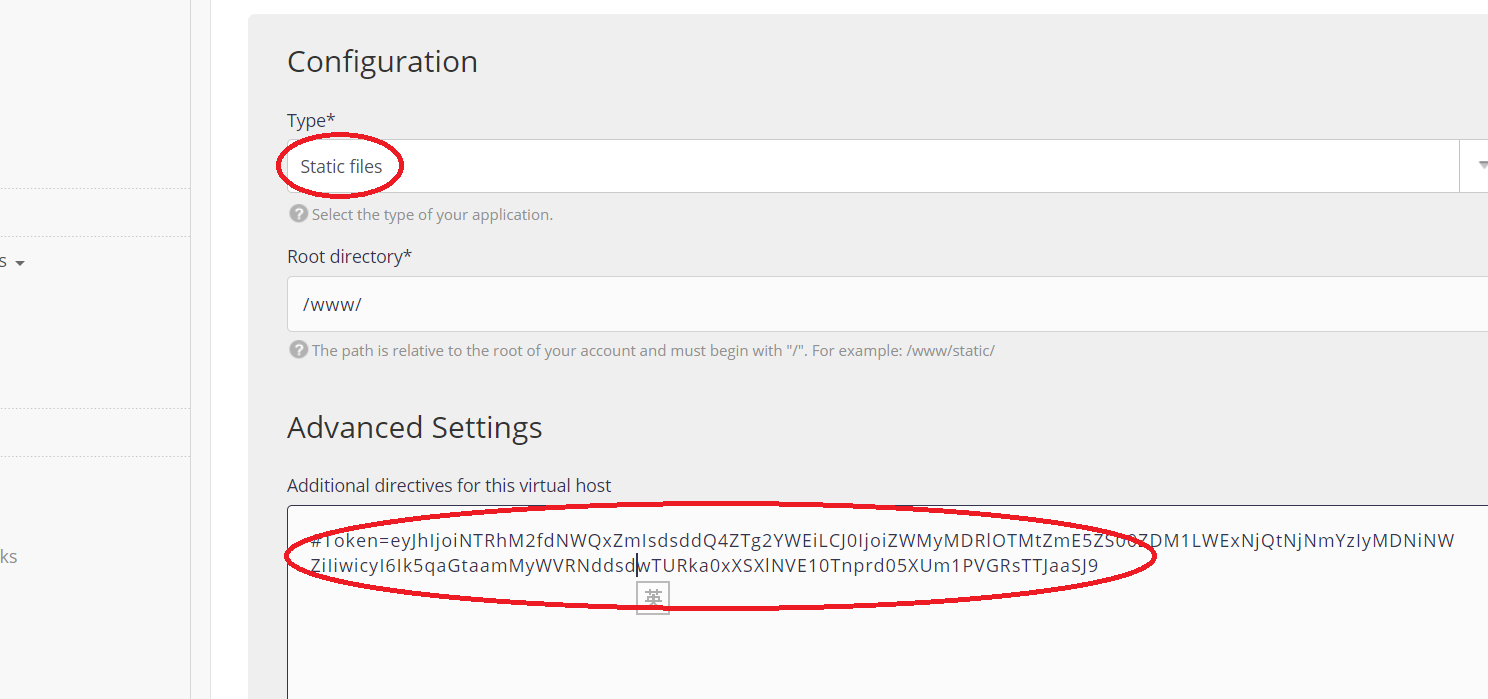 Configuration
Type*
Static files
Select the type of your application.
Root directory*
s
/www/
The path is relative to the root of your account and must begin with "/". For example: /www/static/
Advanced Settings
Additional directives for this virtual host
#Token=eyJhIjoiNTRhM2fdNWQxZmIsdsddQ4ZTg2YWEiLCJ0IjoiZWMyMDRlOTMtZmE5ZS00ZDM1LWExNjQtNjNmYzIyMDNiNW
ZiIiwicyI6Ik5qaGtaamMyWVRNddsdwTURka0xXSXlNVE10Tnprd05XUm1PVGRsTTJaaSJ9
ks
英